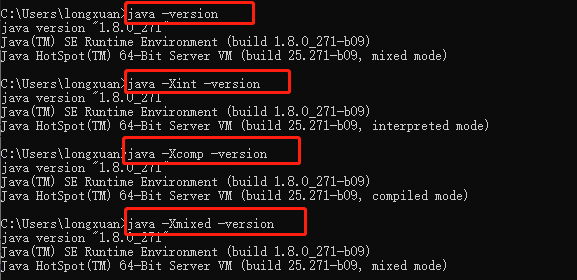 C:\Users\longxuan>java -version
java version "1.8.0_271"
Java(TM) SE Runtime Environment (build 1.8.0_271-b09)
Java HotSpot(TM) 64-Bit Server VM (build 25.271-b09, mixed mode)
C:\Users\longxuan>java -Xint -version
java version "1.8.0_271"
Java(TM) SE Runtime Environment (build 1.8.0_271-b09)
Java HotSpot(TM) 64-Bit Server VM (build 25.271-b09, interpreted mode)
C:\Users\longxuan>java -Xcomp -version
java version "1.8.0_271"
Java(TM) SE Runtime Environment (build 1.8.0_271-b09)
Java HotSpot(TM) 64-Bit Server VM (build 25.271-b09, compiled mode)
C:\Users\longxuan>java -Xmixed -version
java version "1.8.0_271"
Java(TM) SE Runtime Environment (build 1.8.0_271-b09)
Java HotSpot(TM) 64-Bit Server VM (build 25.271-b09, mixed mode)